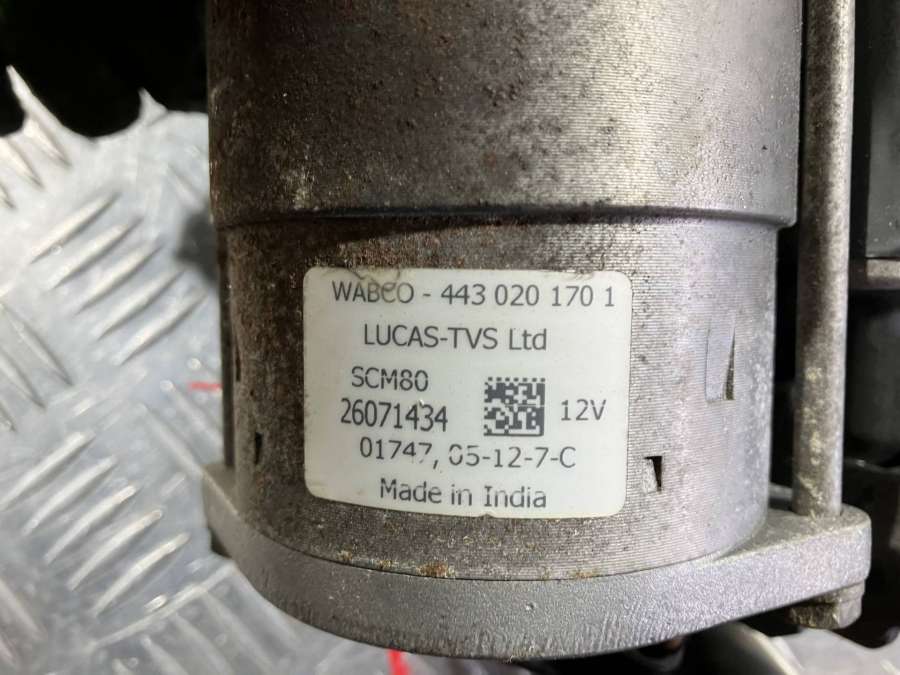 WABCO - 443 020 170 1
LUCAS-TVS Ltd
SCM80
26071434
12V
01747, 05-12-7-C
Made in India